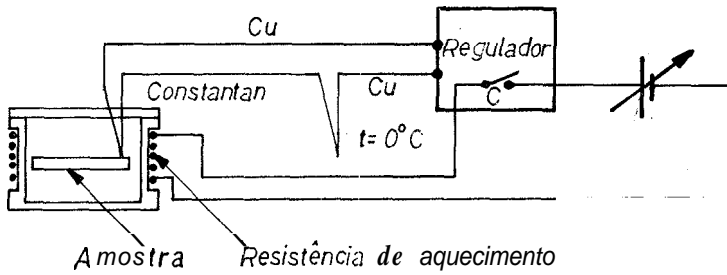 Cu
Regulador
Constantan
Cu
C
t= 0°C
Amostra
Resistência de aquecimento